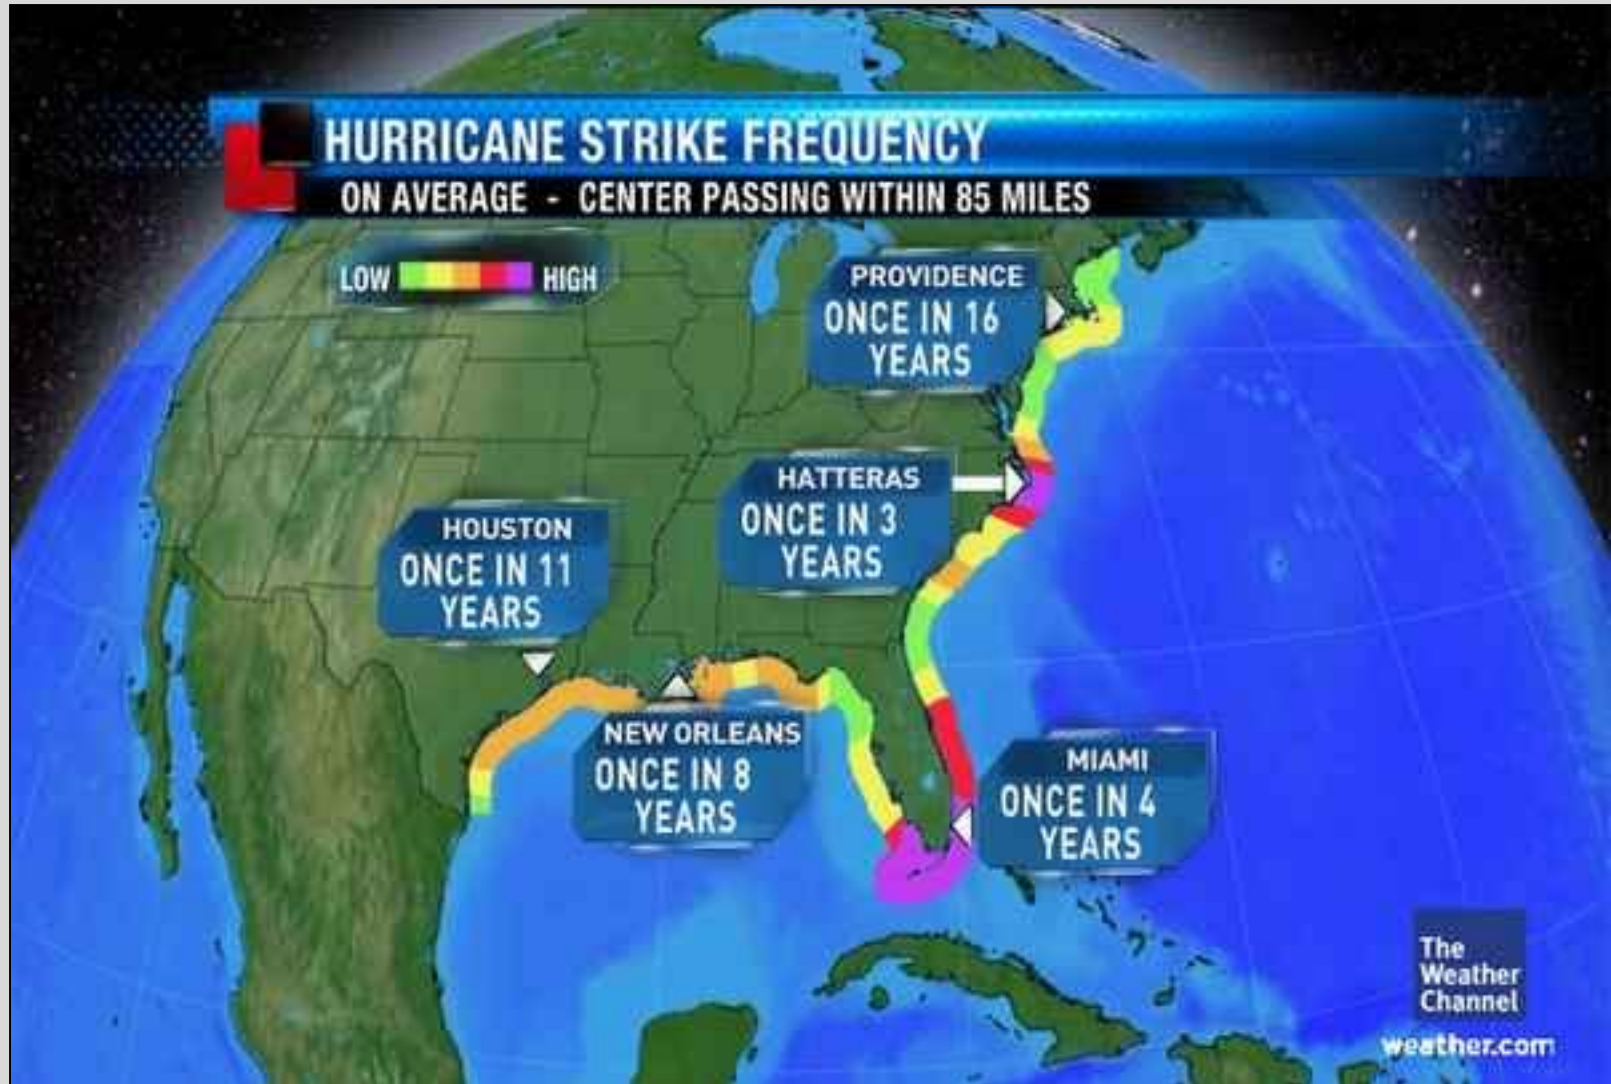 HURRICANE STRIKE FREQUENCY
ON AVERAGE - CENTER PASSING WITHIN 85 MILES
LOW HIGH
PROVIDENCE
ONCE IN 16
YEARS
HATTERAS
ONCE IN 3
YEARS
HOUSTON
ONCE IN 11
YEARS
NEW ORLEANS
ONCE IN 8
YEARS
MIAMI
ONCE IN 4
YEARS
The
Weather
Channel
weather.com